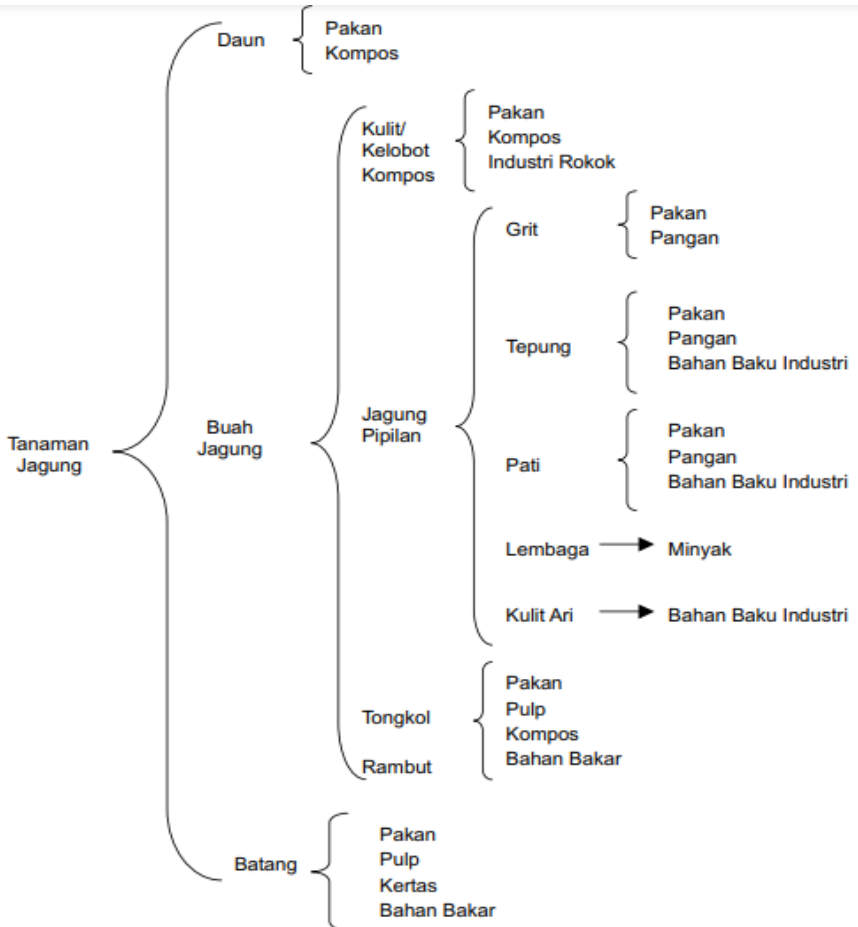 Daun
Pakan
Kompos
Kulit/
Kelobot
Kompos
Pakan
Kompos
Industri Rokok
Grit
Pakan
Pangan
Tepung
Pakan
Pangan
Bahan Baku Industri
Tanaman
Jagung
Buah
Jagung
Jagung
Pipilan
Pati
Pakan
Pangan
Bahan Baku Industri
Lembaga
Minyak
Kulit Ari
Bahan Baku Industri
Tongkol
Rambut
Pakan
Pulp
Kompos
Bahan Bakar
Batang
Pakan
Pulp
Kertas
Bahan Bakar